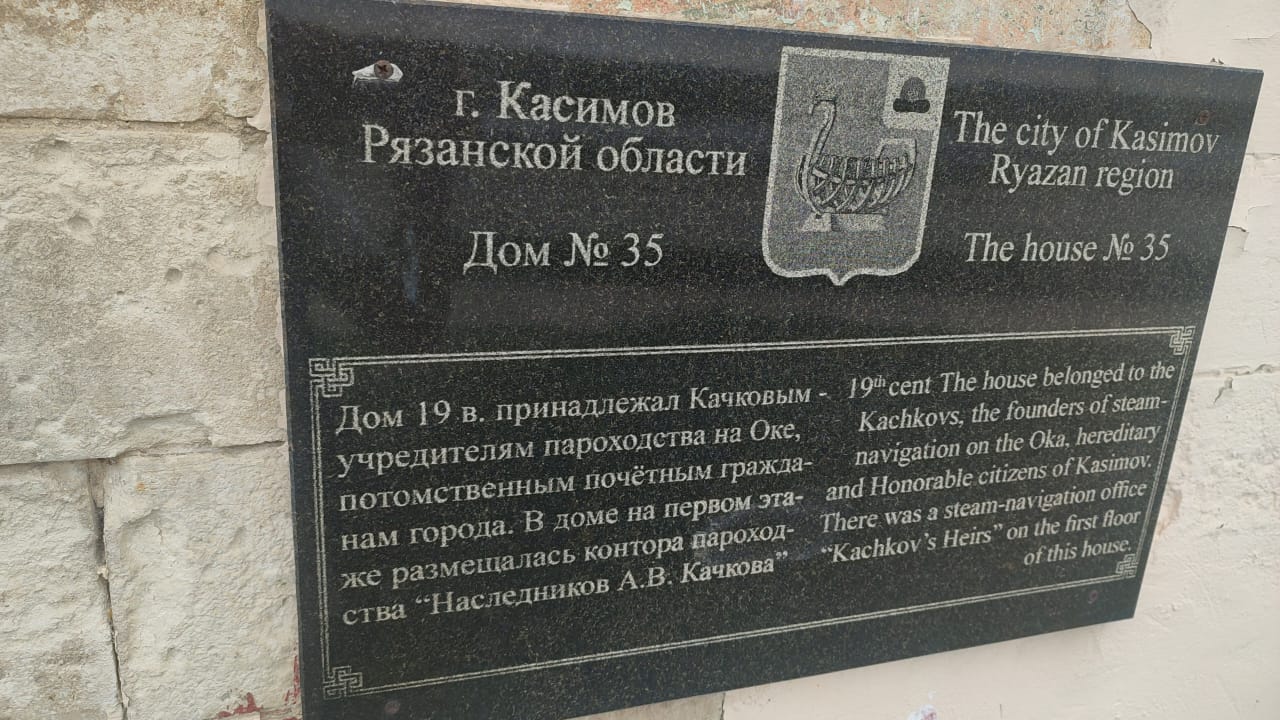 г. Касимов
Рязанской области
Дом № 35
The city of Kasimov
Ryazan region
The house № 35
Дом 19 в. принадлежал Качковым -
учредителям пароходства на Оке,
потомственным почётным гражда-
нам города. В доме на первом эта-
же размещалась контора пароход-
ства “Наследников А.В. Качкова”
19th cent The house belonged to the
Kachkovs, the founders of steam-
navigation on the Oka, hereditary
and Honorable citizens of Kasimov.
There was a steam-navigation office
“Kachkov’s Heirs” on the first floor
of this house.